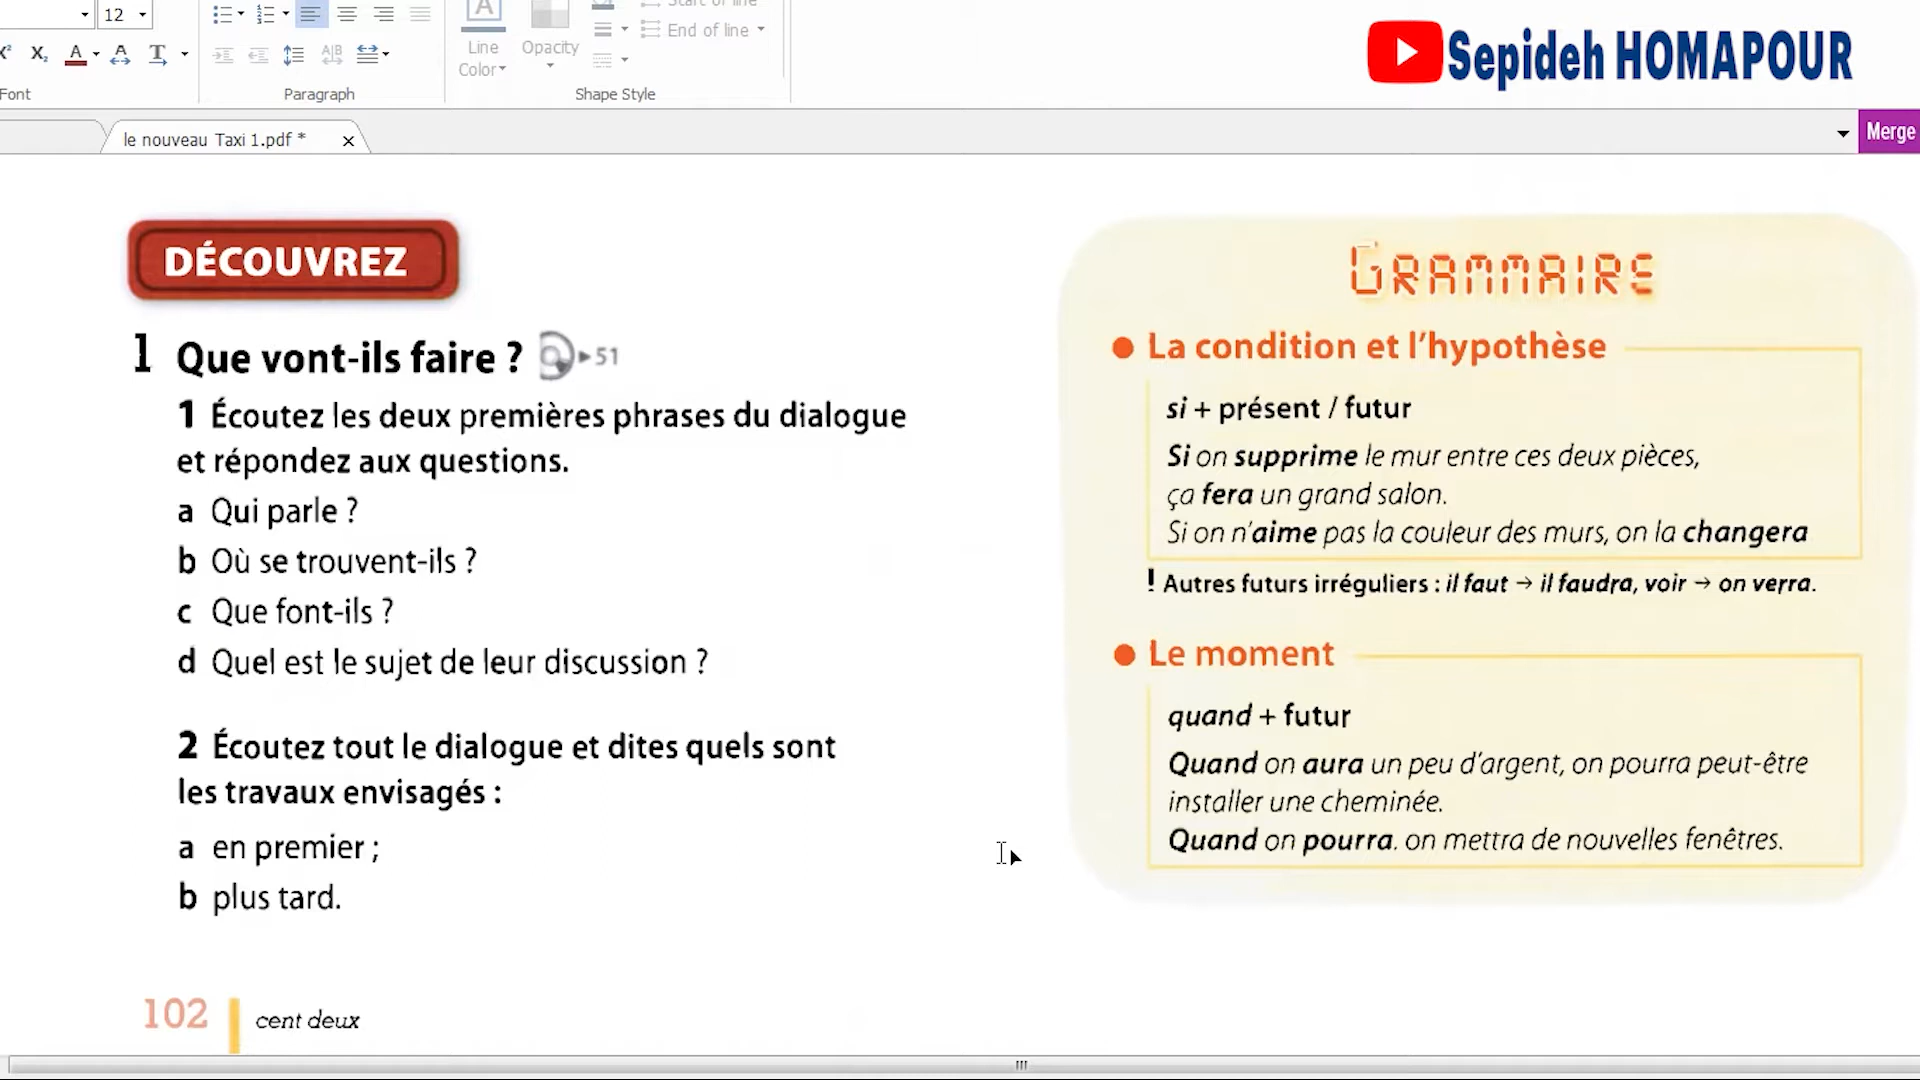 12
Start of line
End of line
Line
Color
Opacity
Font
Paragraph
Shape Style
Sepideh HOMAPOUR
le nouveau Taxi 1.pdf *
Merge
DÉCOUVREZ
1 Que vont-ils faire ? 51
1 Écoutez les deux premières phrases du dialogue
et répondez aux questions.
a Qui parle ?
b Où se trouvent-ils ?
c Que font-ils ?
d Quel est le sujet de leur discussion ?
2 Écoutez tout le dialogue et dites quels sont
les travaux envisagés :
a en premier ;
b plus tard.
102 cent deux
GRAMMAIRE
● La condition et l'hypothèse
si + présent / futur
Si on supprime le mur entre ces deux pièces,
ça fera un grand salon.
Si on n'aime pas la couleur des murs, on la changera
! Autres futurs irréguliers : il faut → il faudra, voir → on verra.
● Le moment
quand + futur
Quand on aura un peu d'argent, on pourra peut-être
installer une cheminée.
Quand on pourra. on mettra de nouvelles fenêtres.